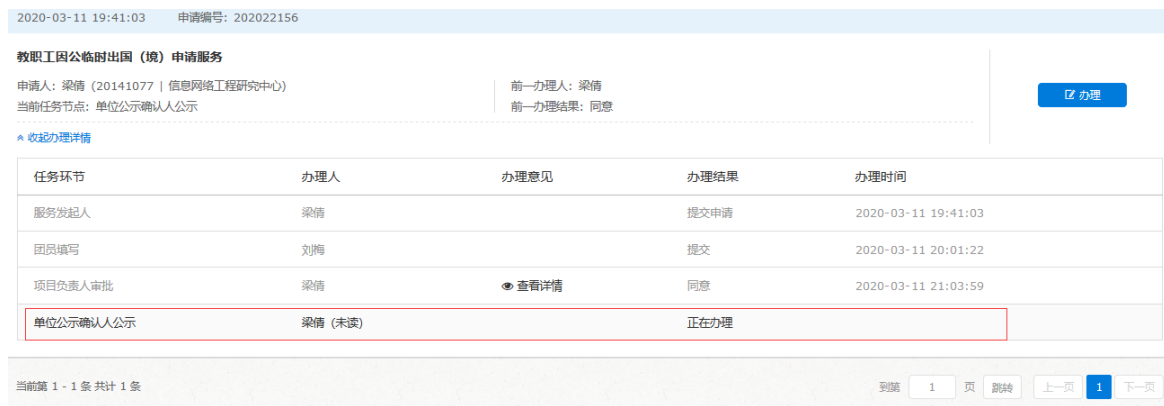 2020-03-11 19:41:03 申请编号: 202022156
教职工因公临时出国（境）申请服务
申请人: 梁倩（20141077 | 信息网络工程研究中心） 前一办理人: 梁倩
当前任务节点: 单位公示确认人公示 前一办理结果: 同意
办理
收起办理详情
任务环节 办理人 办理意见 办理结果 办理时间
服务发起人 梁倩 提交申请 2020-03-11 19:41:03
团员填写 刘梅 提交 2020-03-11 20:01:22
项目负责人审批 梁倩 查看详情 同意 2020-03-11 21:03:59
单位公示确认人公示 梁倩（未读） 正在办理
当前第 1 - 1 条 共计 1 条 到第 1 页 跳转 上一页 1 下一页